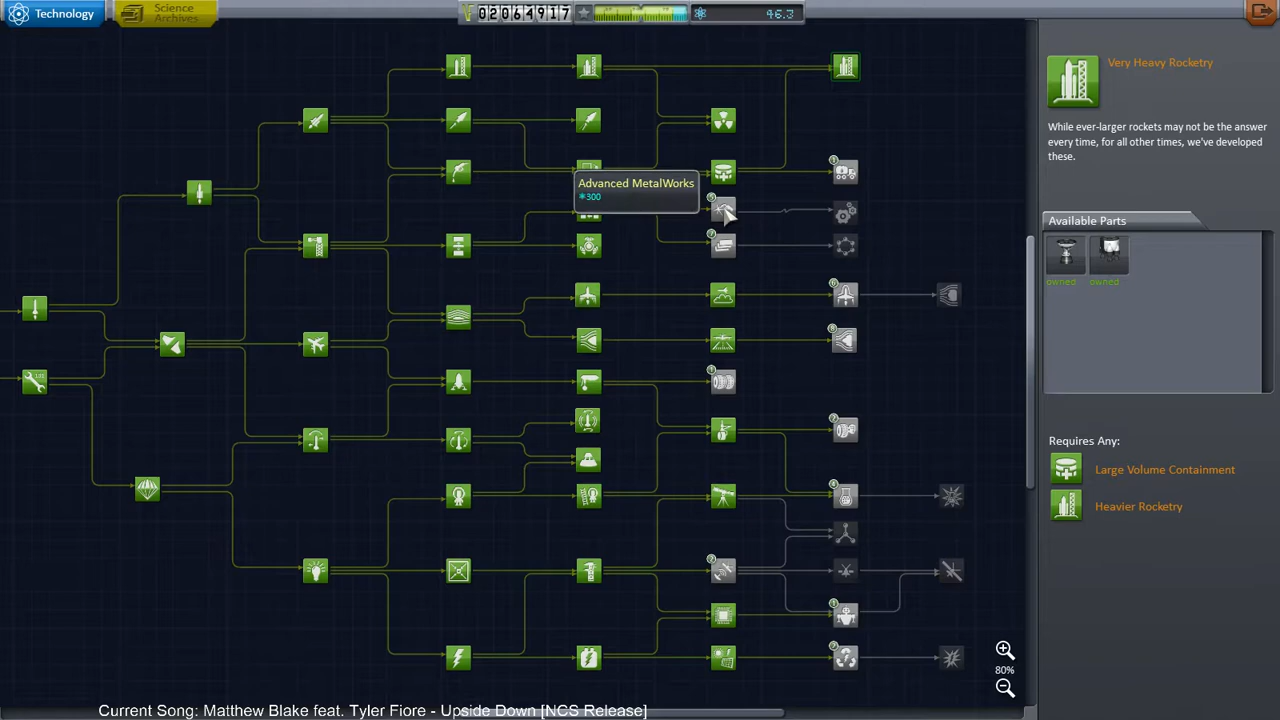 Technology
Science
Archives
02064917
46.3
Very Heavy Rocketry
While ever-larger rockets may not be the answer
every time, for all other times, we've developed
these.
Advanced MetalWorks
300
Available Parts
owned
owned
Requires Any:
Large Volume Containment
Heavier Rocketry
80%
Current Song: Matthew Blake feat. Tyler Fiore - Upside Down [NCS Release]